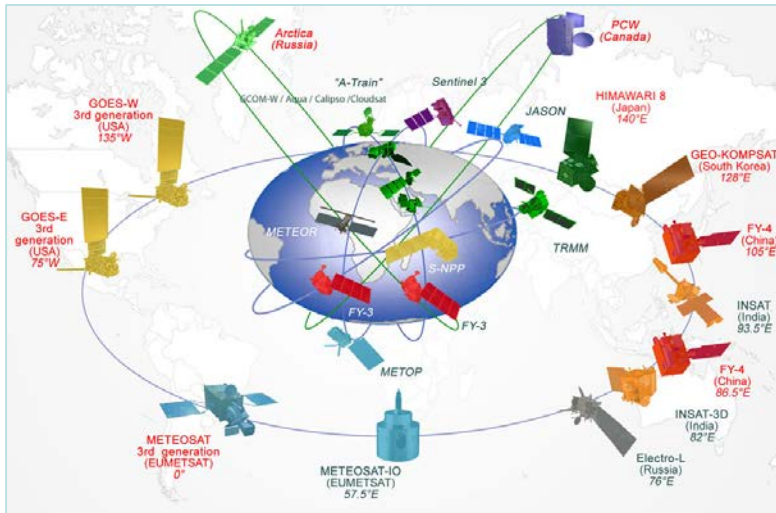 Arctica
(Russia)
PCW
(Canada)
"A-Train"
GCOM-W / Aqua / Calipso /Cloudsat
Sentinel 3
JASON
HIMAWARI 8
(Japan)
140°E
GOES-W
3rd generation
(USA)
135°W
GEO-KOMPSAT
(South Korea)
128°E
GOES-E
3rd
generation
(USA)
75°W
METEOR
S-NPP
TRMM
FY-4
(China)
105°E
FY-3
FY-3
INSAT
(India)
93.5°E
METOP
FY-4
(China)
86.5°E
INSAT-3D
(India)
82°E
METEOSAT
3rd generation
(EUMETSAT)
0°
METEOSAT-IO
(EUMETSAT)
57.5°E
Electro-L
(Russia)
76°E